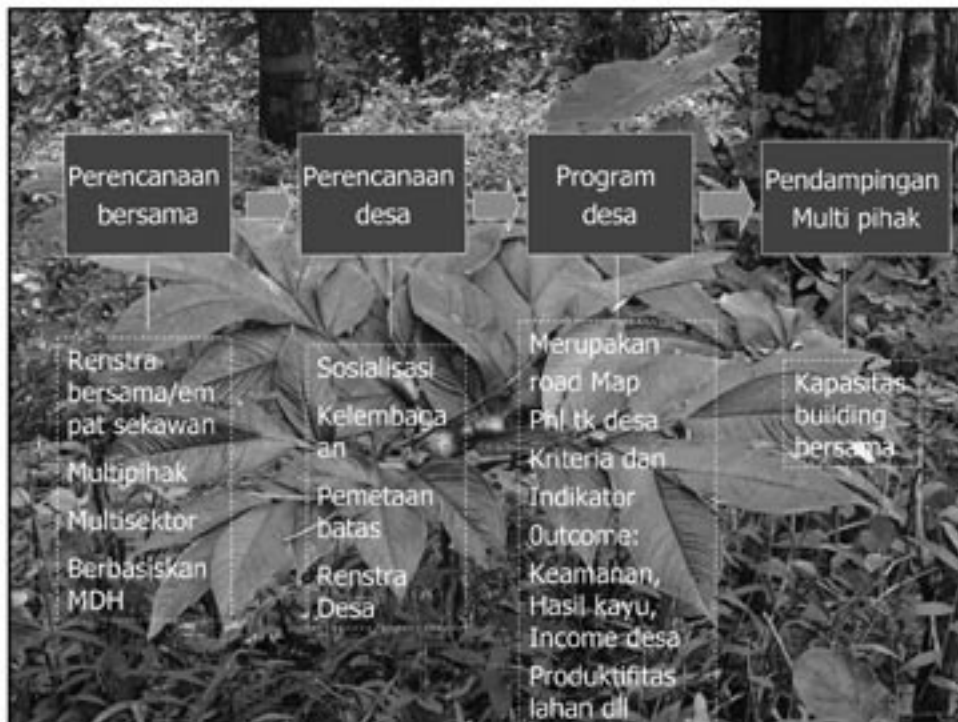 Perencanaan
bersama
Perencanaan
desa
Program
desa
Pendampingan
Multi pihak
Renstra
bersama/em
pat sekawan
Multipihak
Multisektor
Berbasiskan
MDH
Sosialisasi
Kelembaga
an
Pemetaan
batas
Renstra
Desa
Merupakan
road Map
Phl tk desa
Kriteria dan
Indikator
Outcome:
Keamanan,
Hasil kayu,
Income desa
Produktifitas
lahan dll
Kapasitas
building
bersama